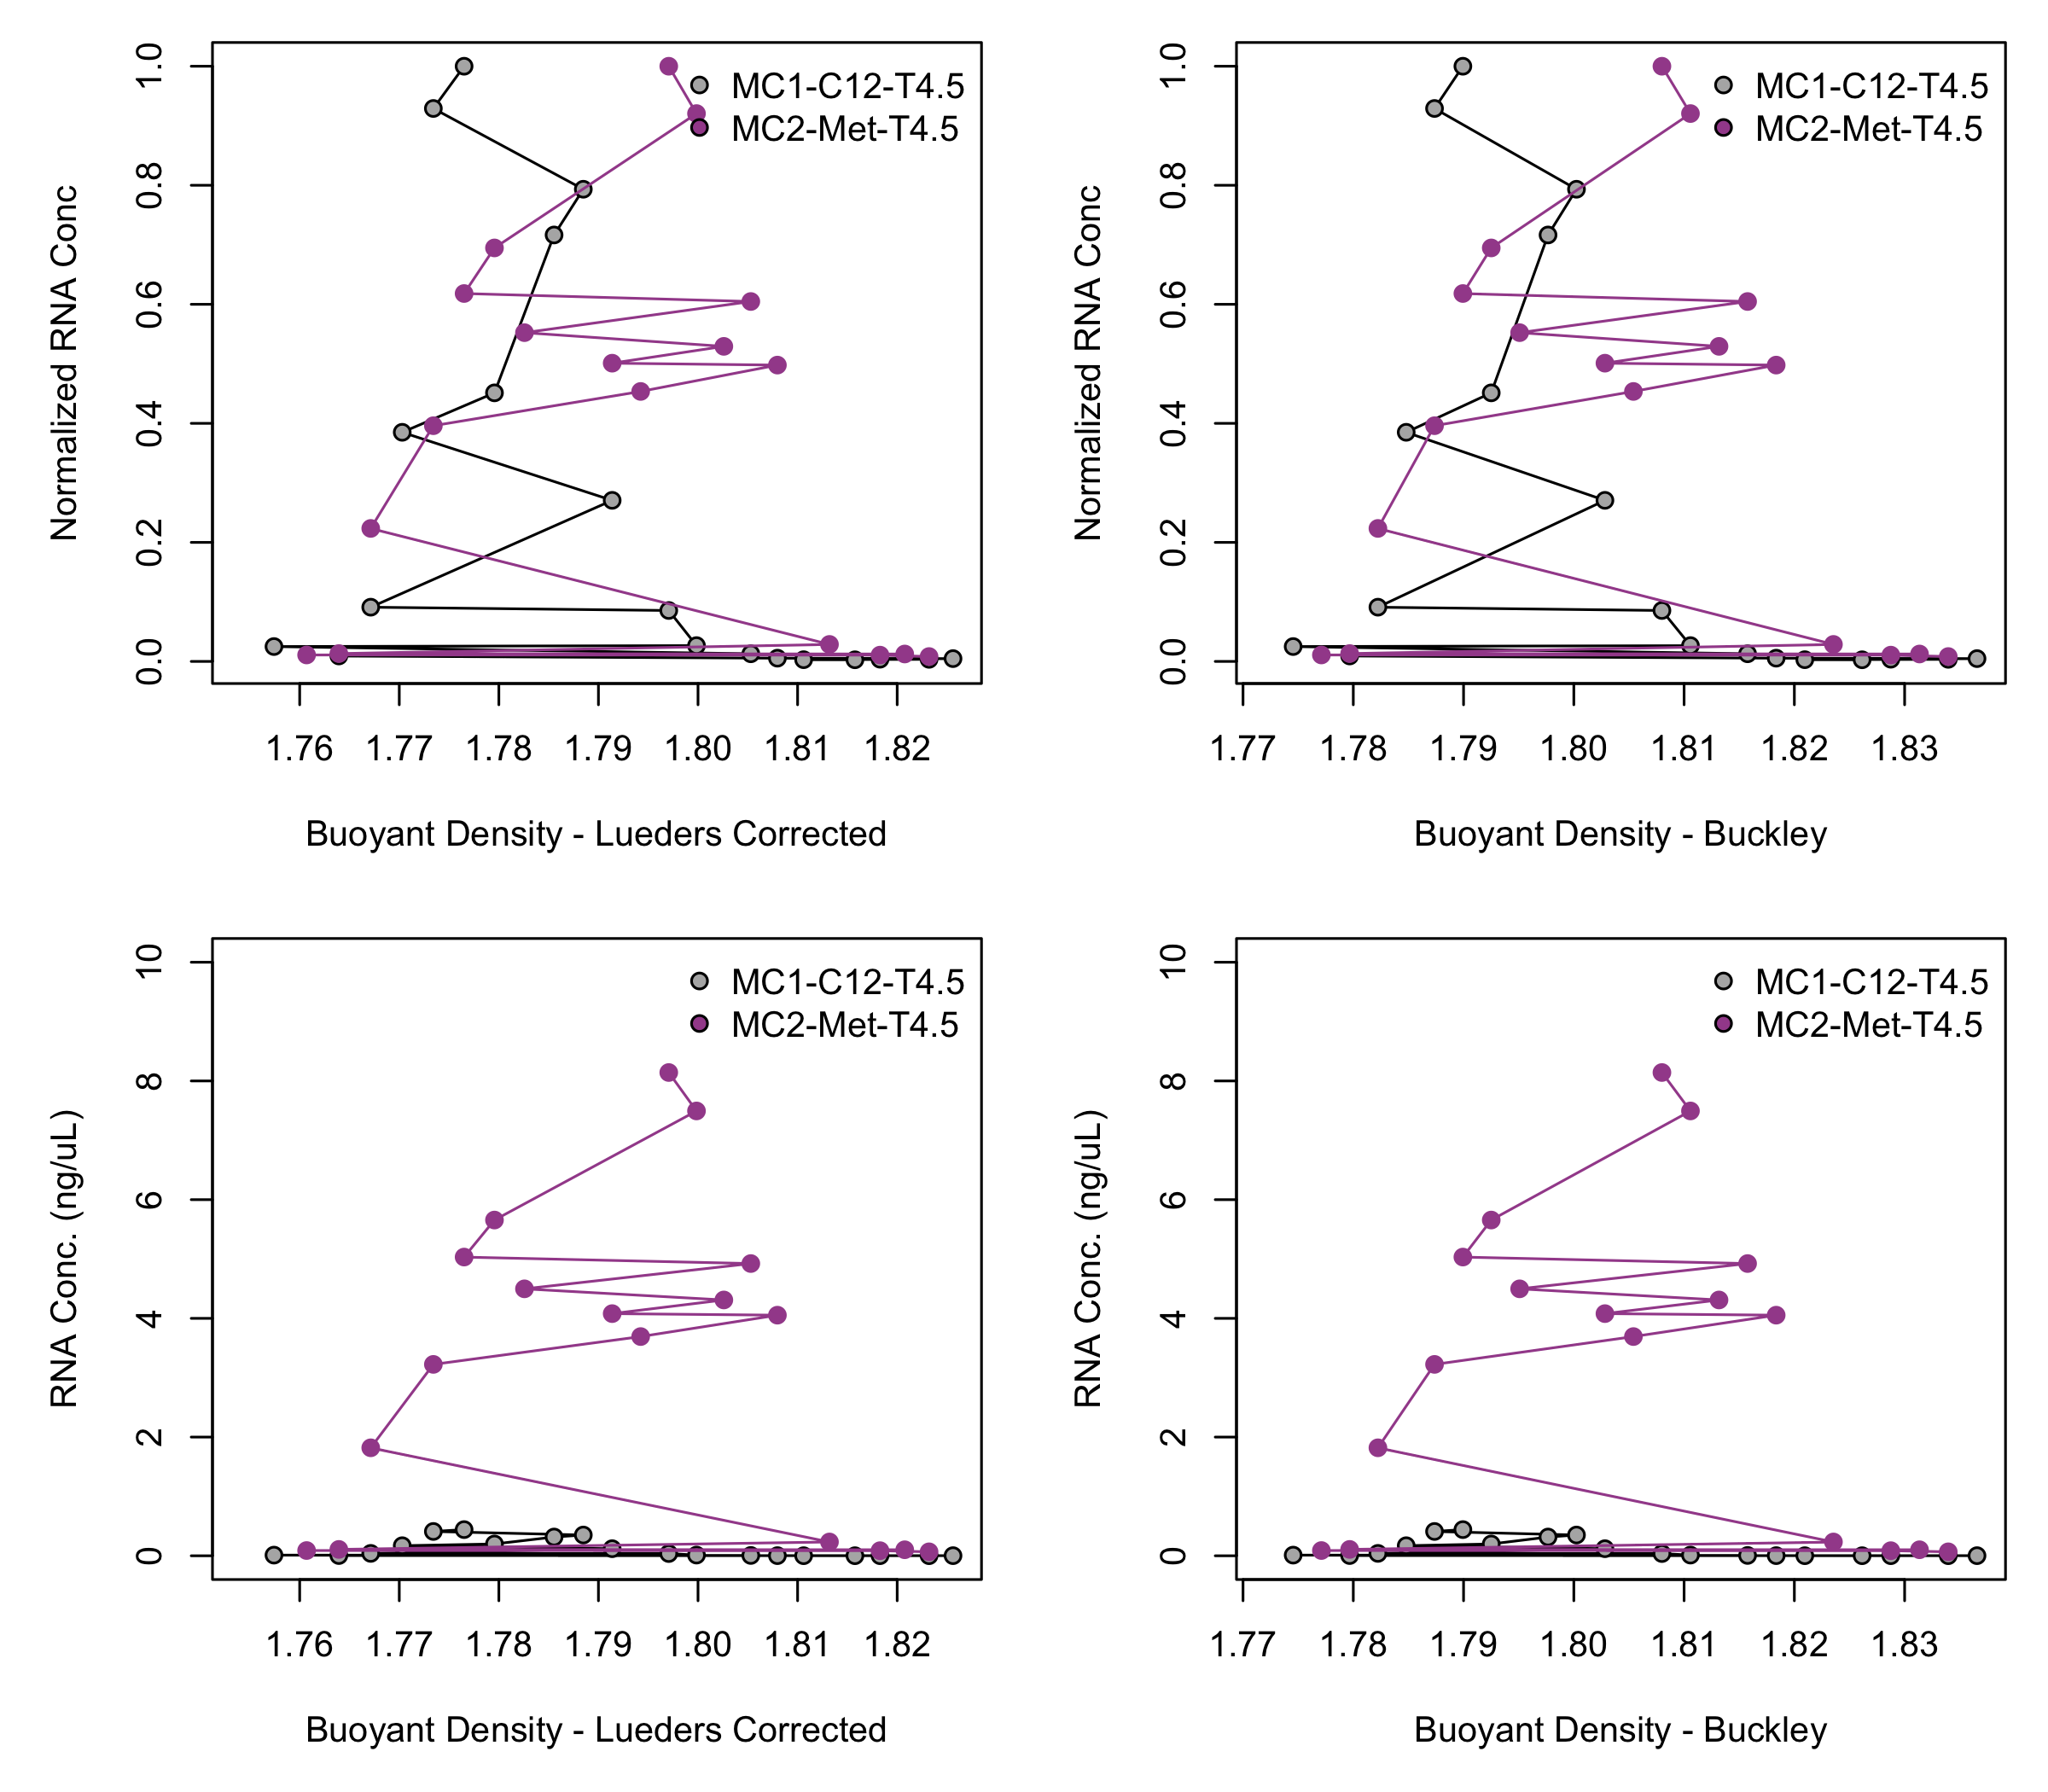 Normalized RNA Conc
0.0 0.2 0.4 0.6 0.8 1.0
MC1-C12-T4.5
MC2-Met-T4.5
1.76 1.77 1.78 1.79 1.80 1.81 1.82
Buoyant Density - Lueders Corrected
Normalized RNA Conc
0.0 0.2 0.4 0.6 0.8 1.0
MC1-C12-T4.5
MC2-Met-T4.5
1.77 1.78 1.79 1.80 1.81 1.82 1.83
Buoyant Density - Buckley
RNA Conc. (ng/uL)
0 2 4 6 8 10
MC1-C12-T4.5
MC2-Met-T4.5
1.76 1.77 1.78 1.79 1.80 1.81 1.82
Buoyant Density - Lueders Corrected
RNA Conc. (ng/uL)
0 2 4 6 8 10
MC1-C12-T4.5
MC2-Met-T4.5
1.77 1.78 1.79 1.80 1.81 1.82 1.83
Buoyant Density - Buckley